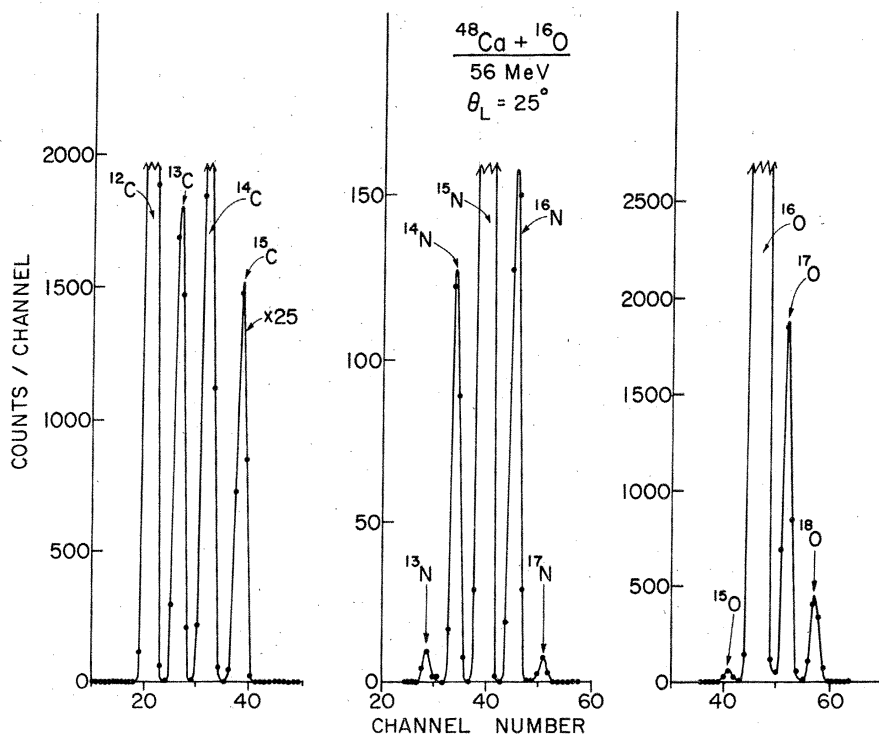 ⁴⁸Ca + ¹⁶O
56 MeV
θ_L = 25°
COUNTS / CHANNEL
2000
1500
1000
500
0
¹²C
¹³C
¹⁴C
¹⁵C
×25
20
40
150
100
50
0
¹³N
¹⁴N
¹⁵N
¹⁶N
¹⁷N
20
40
60
2500
2000
1500
1000
500
0
¹⁵O
¹⁶O
¹⁷O
¹⁸O
40
60
CHANNEL NUMBER